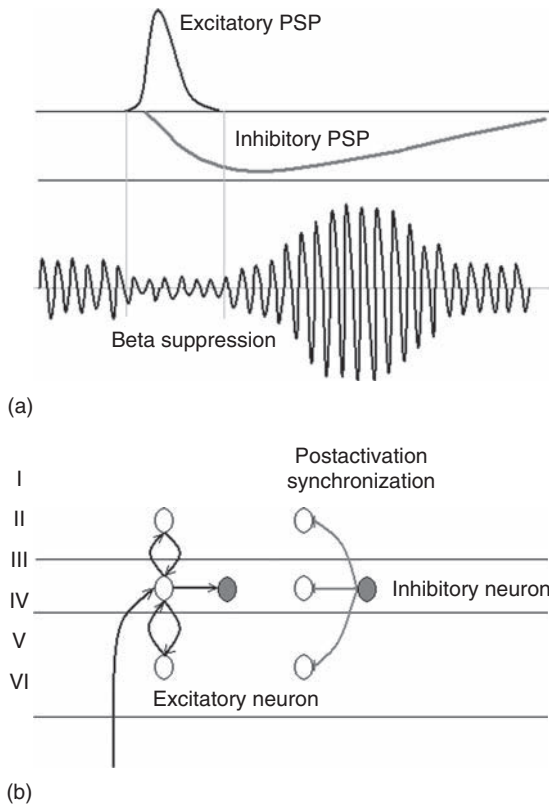 Excitatory PSP
Inhibitory PSP
Beta suppression
(a)
Postactivation
synchronization
I
II
III
IV
V
VI
Inhibitory neuron
Excitatory neuron
(b)